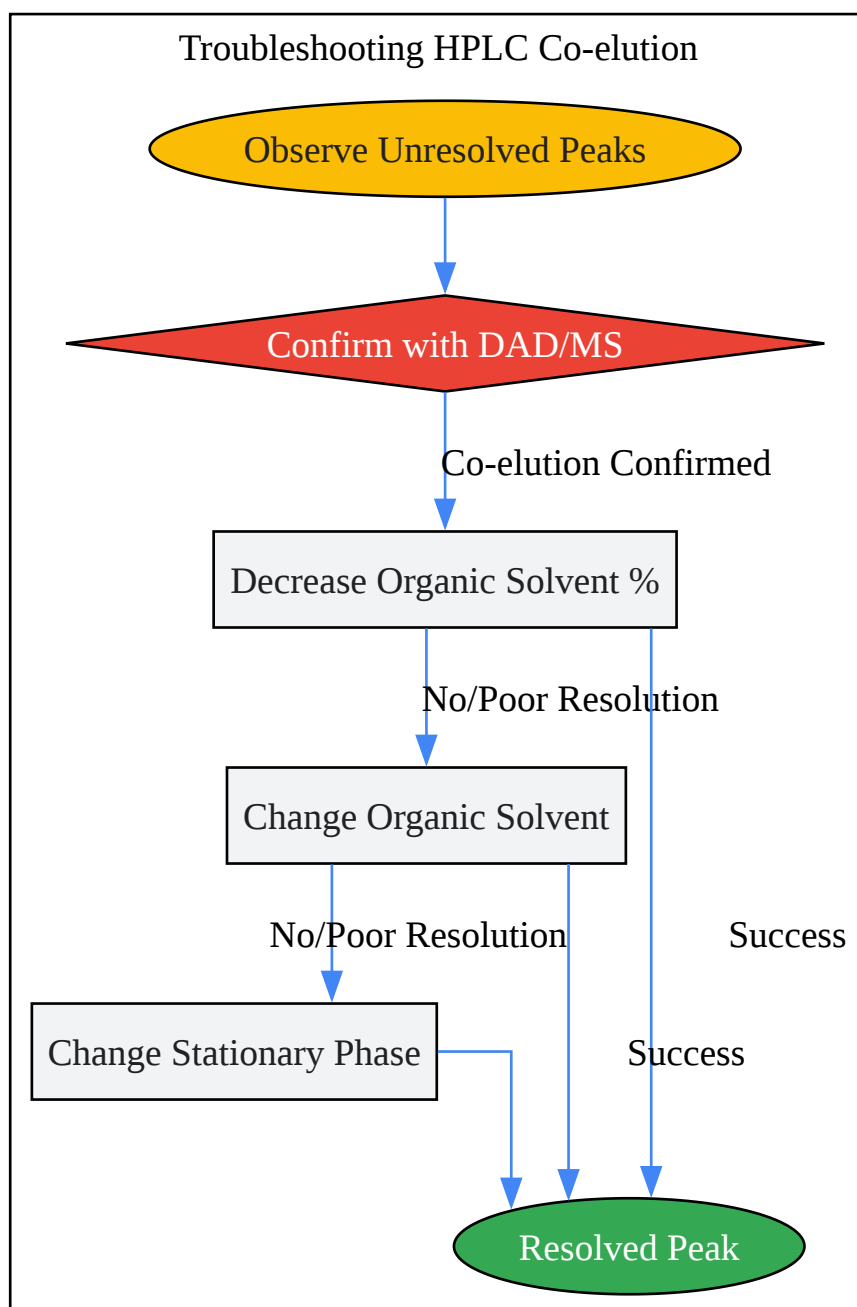 Troubleshooting HPLC Co-elution
Observe Unresolved Peaks
Confirm with DAD/MS
Co-elution Confirmed
Decrease Organic Solvent %
No/Poor Resolution
Change Organic Solvent
No/Poor Resolution
Success
Change Stationary Phase
Success
Resolved Peak